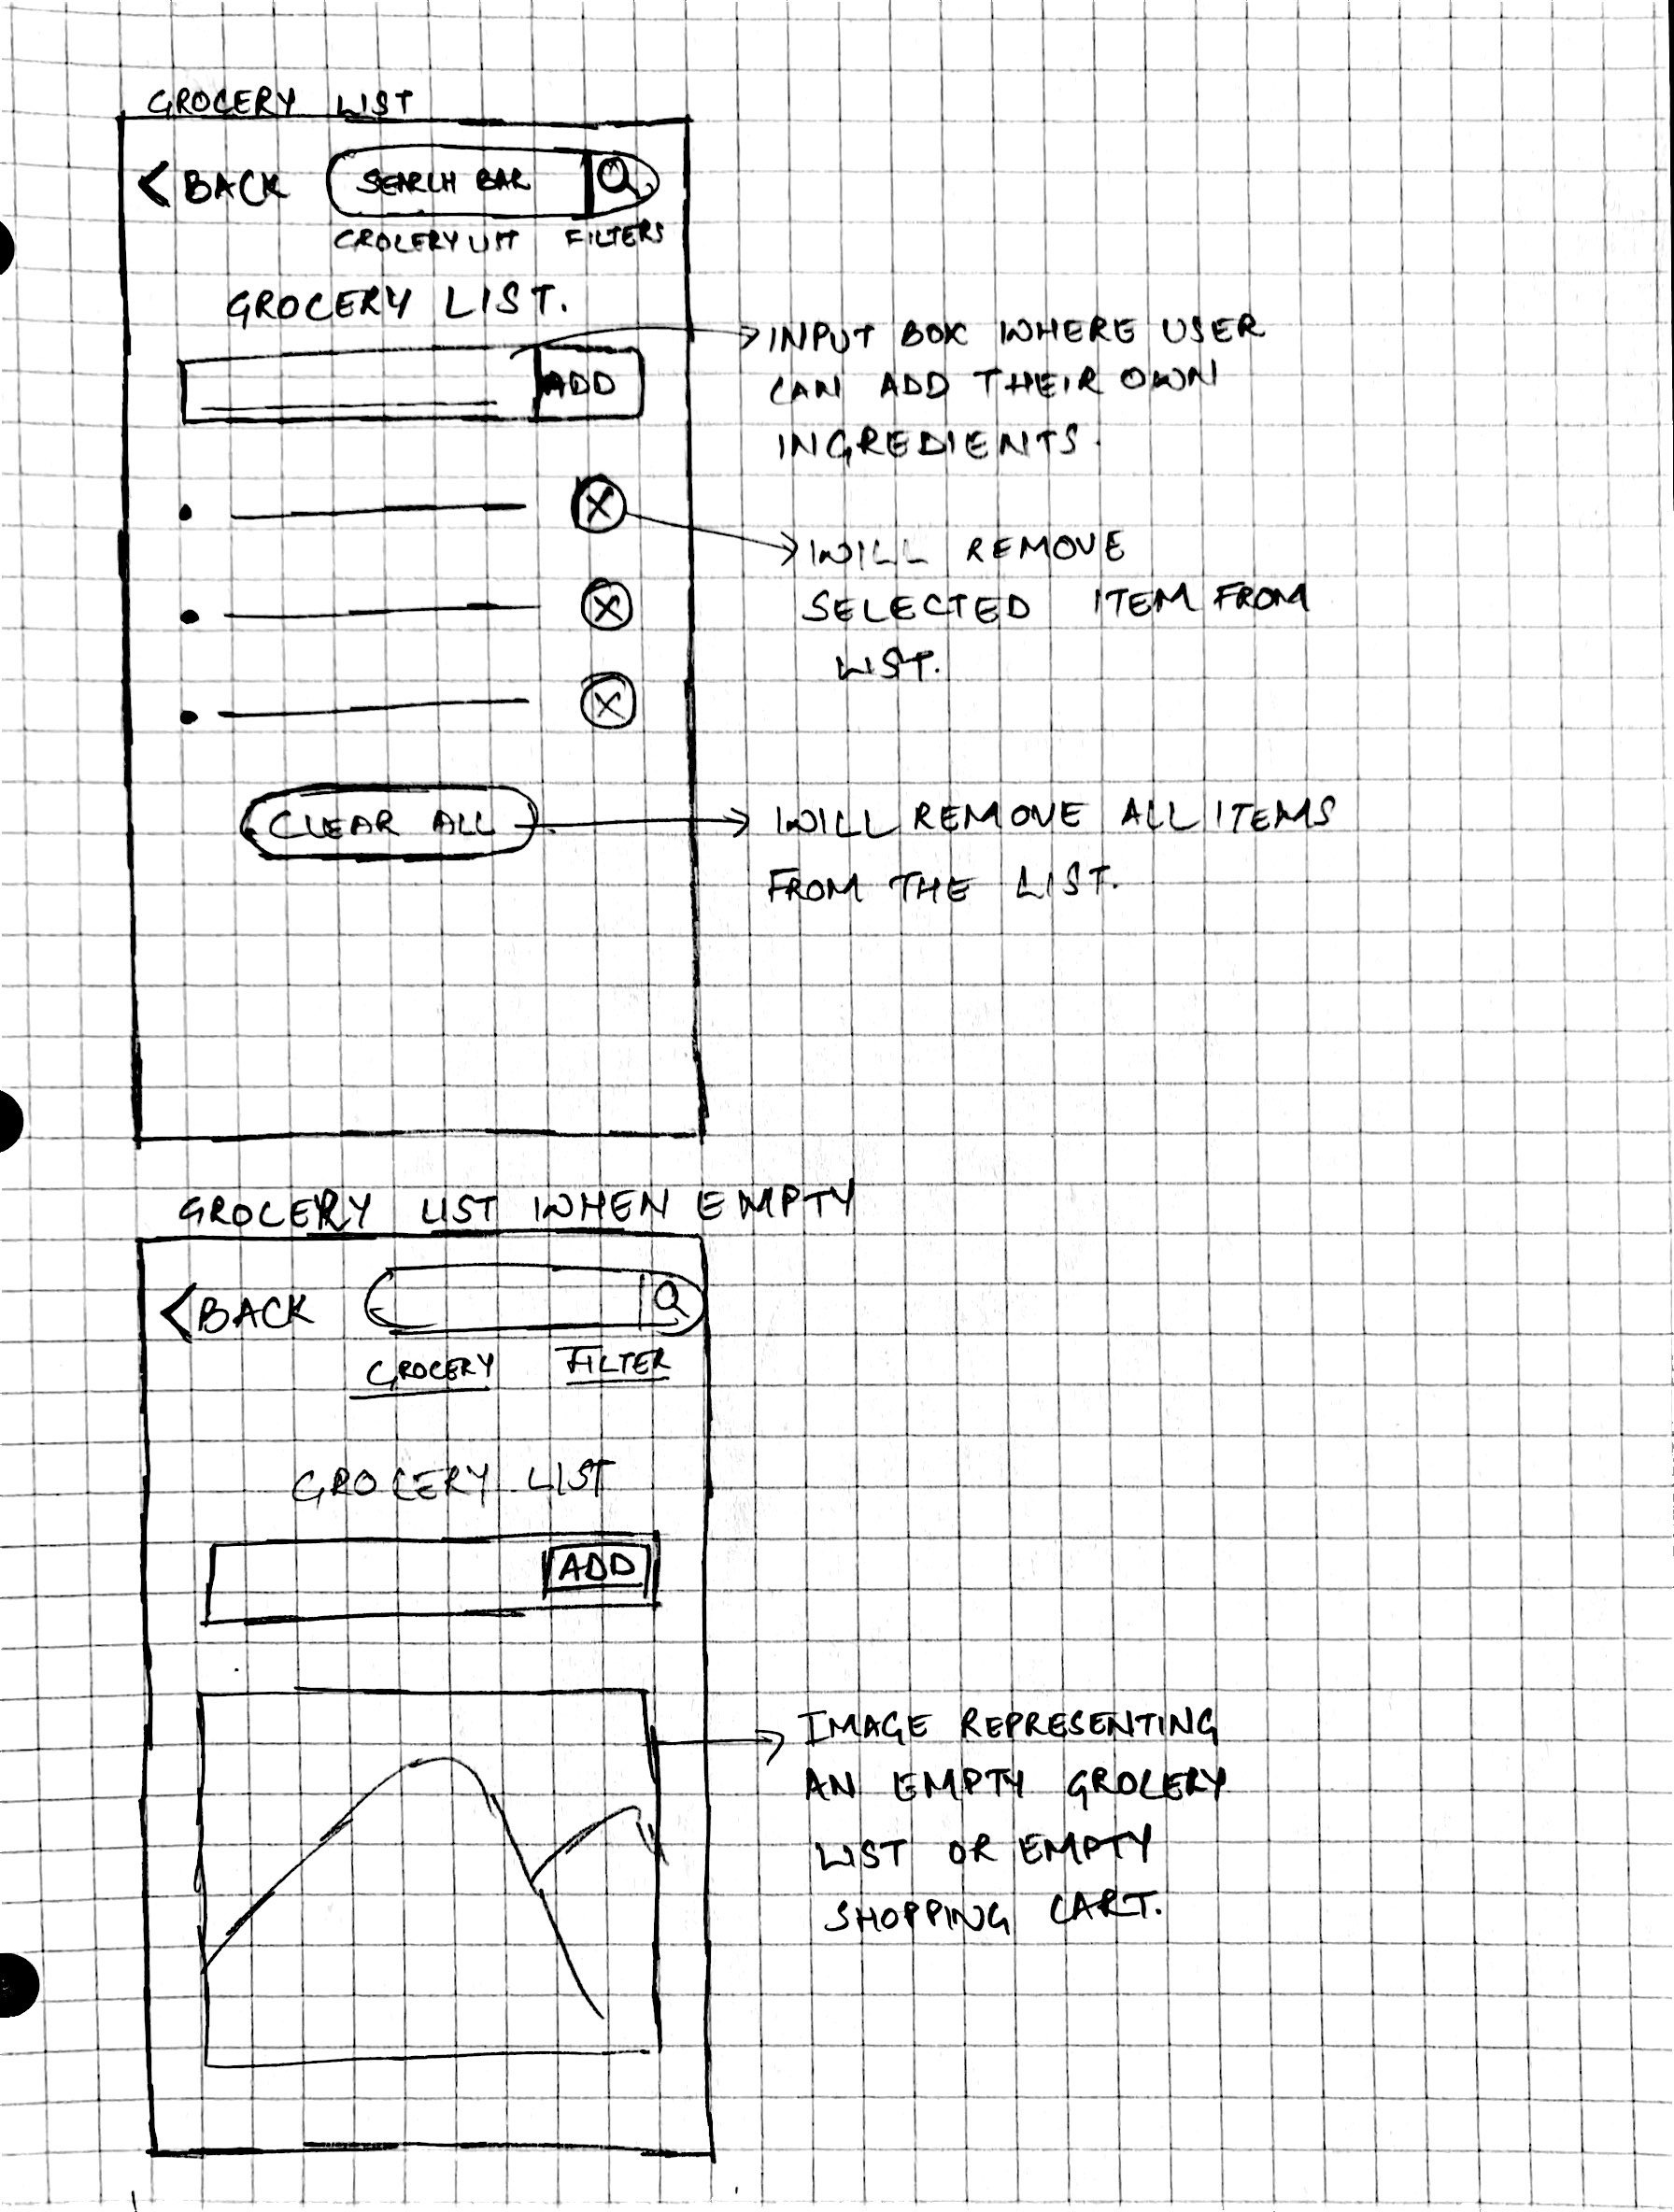 GROCERY LIST
< BACK SEARCH BAR
GROCERY LIST FILTERS
GROCERY LIST.
ADD
INPUT BOX WHERE USER
CAN ADD THEIR OWN
INGREDIENTS.
X
WILL REMOVE
SELECTED ITEM FROM
LIST.
X
X
CLEAR ALL
WILL REMOVE ALL ITEMS
FROM THE LIST.
GROCERY LIST WHEN EMPTY
< BACK
GROCERY FILTER
GROCERY LIST
ADD
IMAGE REPRESENTING
AN EMPTY GROCERY
LIST OR EMPTY
SHOPPING CART.